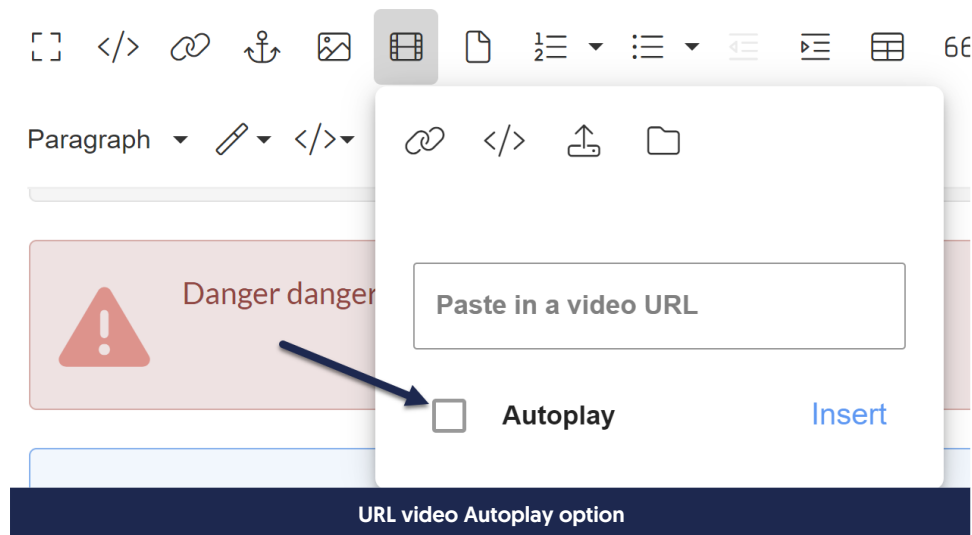 Paragraph
Danger danger
Paste in a video URL
Autoplay
Insert
URL video Autoplay option